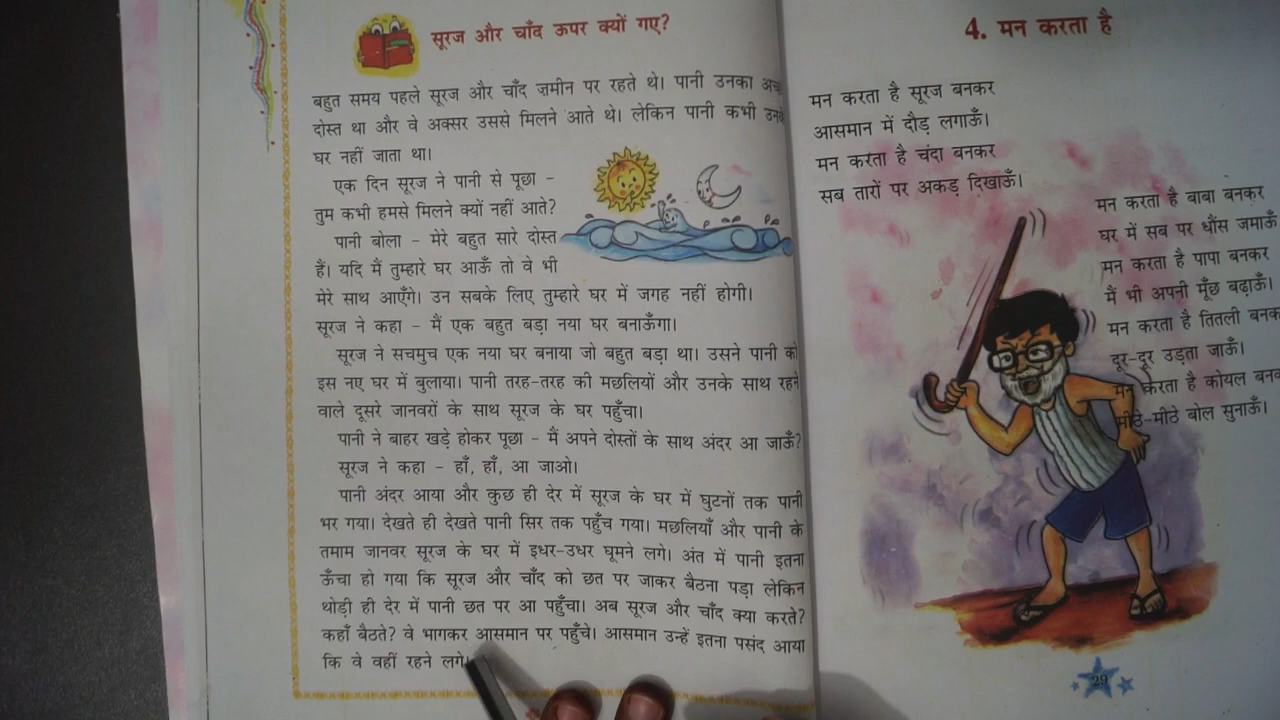 सूरज और चाँद ऊपर क्यों गए?
बहुत समय पहले सूरज और चाँद ज़मीन पर रहते थे। पानी उनका
दोस्त था और वे अक्सर उससे मिलने आते थे। लेकिन पानी कभी
घर नहीं जाता था।
एक दिन सूरज ने पानी से पूछा –
तुम कभी हमसे मिलने क्यों नहीं आते?
पानी बोला – मेरे बहुत सारे दोस्त
हैं। यदि मैं तुम्हारे घर आऊँ तो वे भी
मेरे साथ आएँगे। उन सबके लिए तुम्हारे घर में जगह नहीं होगी।
सूरज ने कहा – मैं एक बहुत बड़ा नया घर बनाऊँगा।
सूरज ने सचमुच एक नया घर बनाया जो बहुत बड़ा था। उसने पानी को
इस नए घर में बुलाया। पानी तरह-तरह की मछलियों और उनके साथ रहने
वाले दूसरे जानवरों के साथ सूरज के घर पहुँचा।
पानी ने बाहर खड़े होकर पूछा – मैं अपने दोस्तों के साथ अंदर आ जाऊँ?
सूरज ने कहा – हाँ, हाँ, आ जाओ।
पानी अंदर आया और कुछ ही देर में सूरज के घर में घुटनों तक पानी
भर गया। देखते ही देखते पानी सिर तक पहुँच गया। मछलियाँ और पानी के
तमाम जानवर सूरज के घर में इधर-उधर घूमने लगे। अंत में पानी इतना
ऊँचा हो गया कि सूरज और चाँद को छत पर जाकर बैठना पड़ा लेकिन
थोड़ी ही देर में पानी छत पर आ पहुँचा। अब सूरज और चाँद क्या करते?
कहाँ बैठते? वे भागकर आसमान पर पहुँचे। आसमान उन्हें इतना पसंद आया
कि वे वहीं रहने लगे।
4. मन करता है
मन करता है सूरज बनकर
आसमान में दौड़ लगाऊँ।
मन करता है चंदा बनकर
सब तारों पर अकड़ दिखाऊँ।
मन करता है बाबा बनकर
घर में सब पर धौंस जमाऊँ
मन करता है पापा बनकर
मैं भी अपनी मूँछ बढ़ाऊँ।
मन करता है तितली
दूर-दूर उड़ता जाऊँ।
मन करता है कोयल
मीठे-मीठे बोल सुनाऊँ।
29